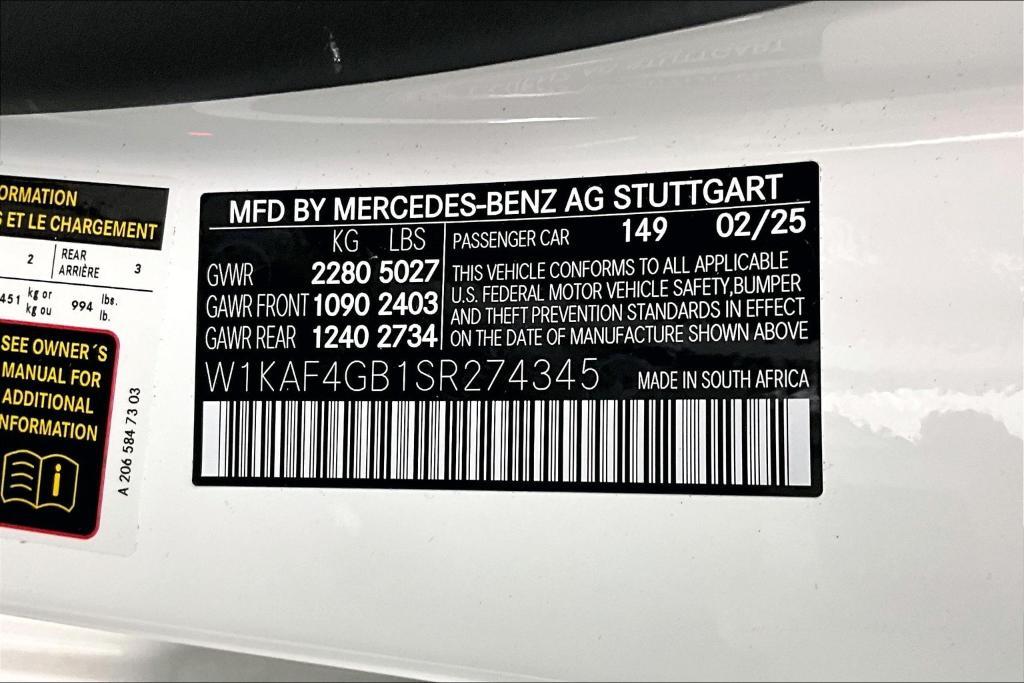 ORMATION
ET LE CHARGEMENT
2 REAR ARRIÈRE 3
451 kg or kg ou 994 lbs. lb.
SEE OWNER´S
MANUAL FOR
ADDITIONAL
NFORMATION
i
A 206 584 73 03
MFD BY MERCEDES-BENZ AG STUTTGART
KG LBS PASSENGER CAR 149 02/25
GVWR 2280 5027
GAWR FRONT 1090 2403
GAWR REAR 1240 2734
THIS VEHICLE CONFORMS TO ALL APPLICABLE
U.S. FEDERAL MOTOR VEHICLE SAFETY,BUMPER
AND THEFT PREVENTION STANDARDS IN EFFECT
ON THE DATE OF MANUFACTURE SHOWN ABOVE
W1KAF4GB1SR274345 MADE IN SOUTH AFRICA